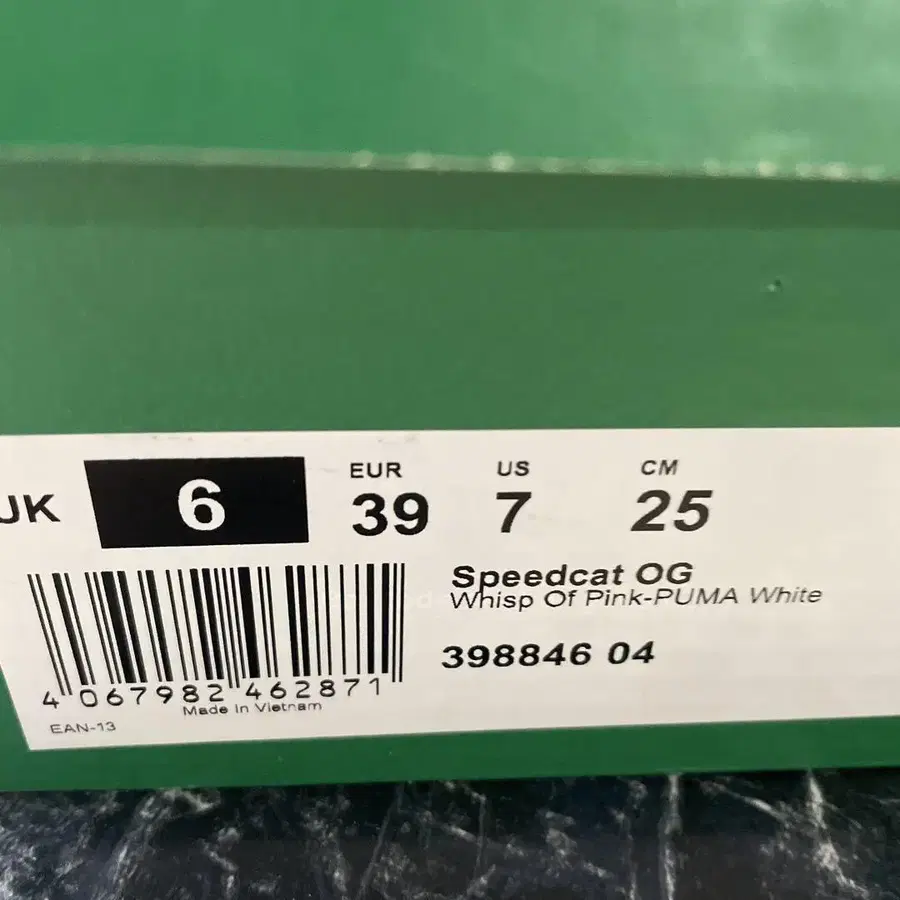 UK 6 EUR 39 US 7 CM 25
Speedcat OG
Whisp Of Pink-PUMA White
398846 04
4 067982 462871
Made in Vietnam
EAN-13